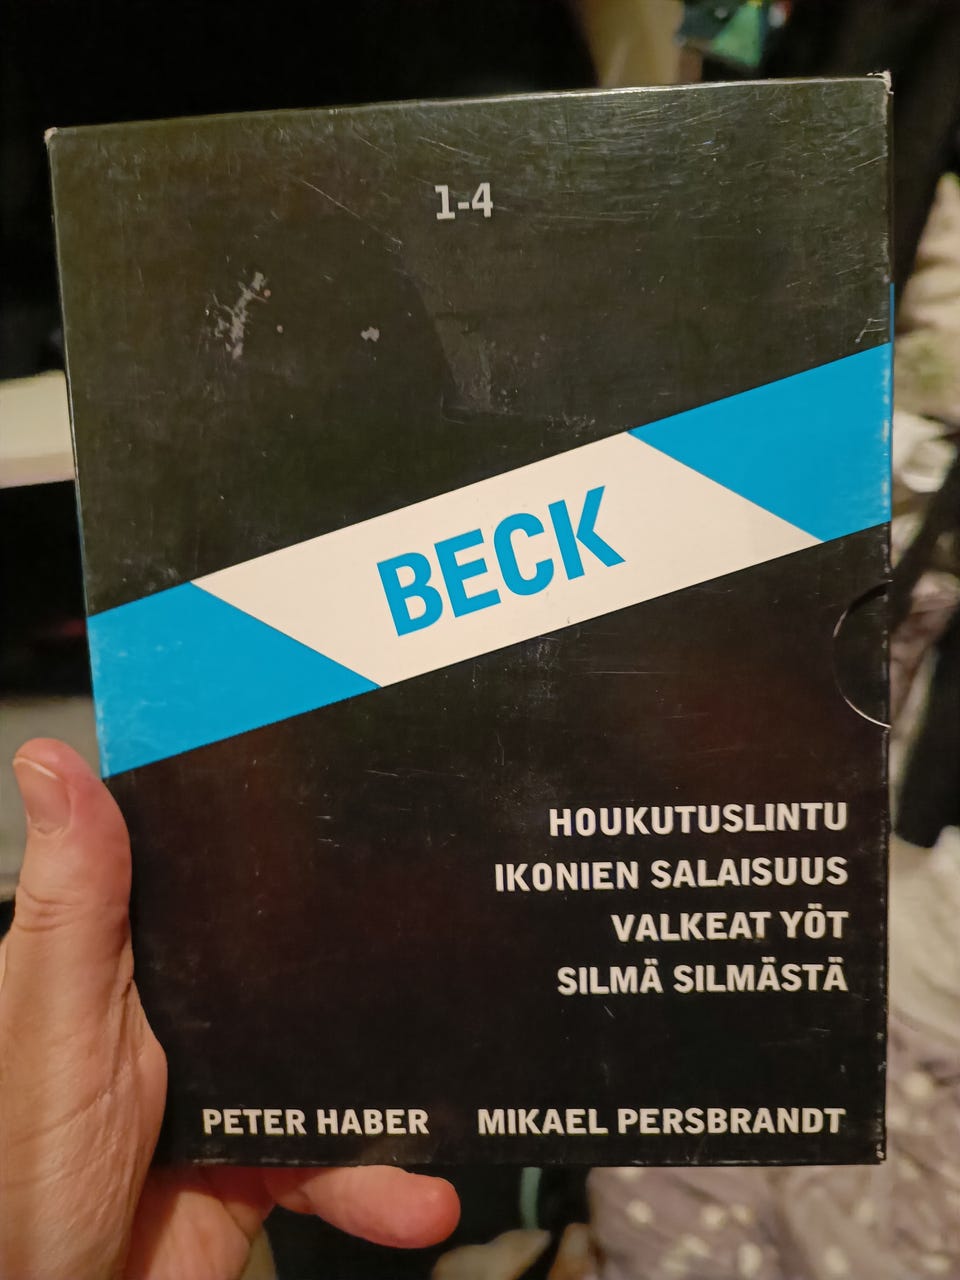 1-4
BECK
HOUKUTUSLINTU
IKONIEN SALAISUUS
VALKEAT YÖT
SILMÄ SILMÄSTÄ
PETER HABER MIKAEL PERSBRANDT